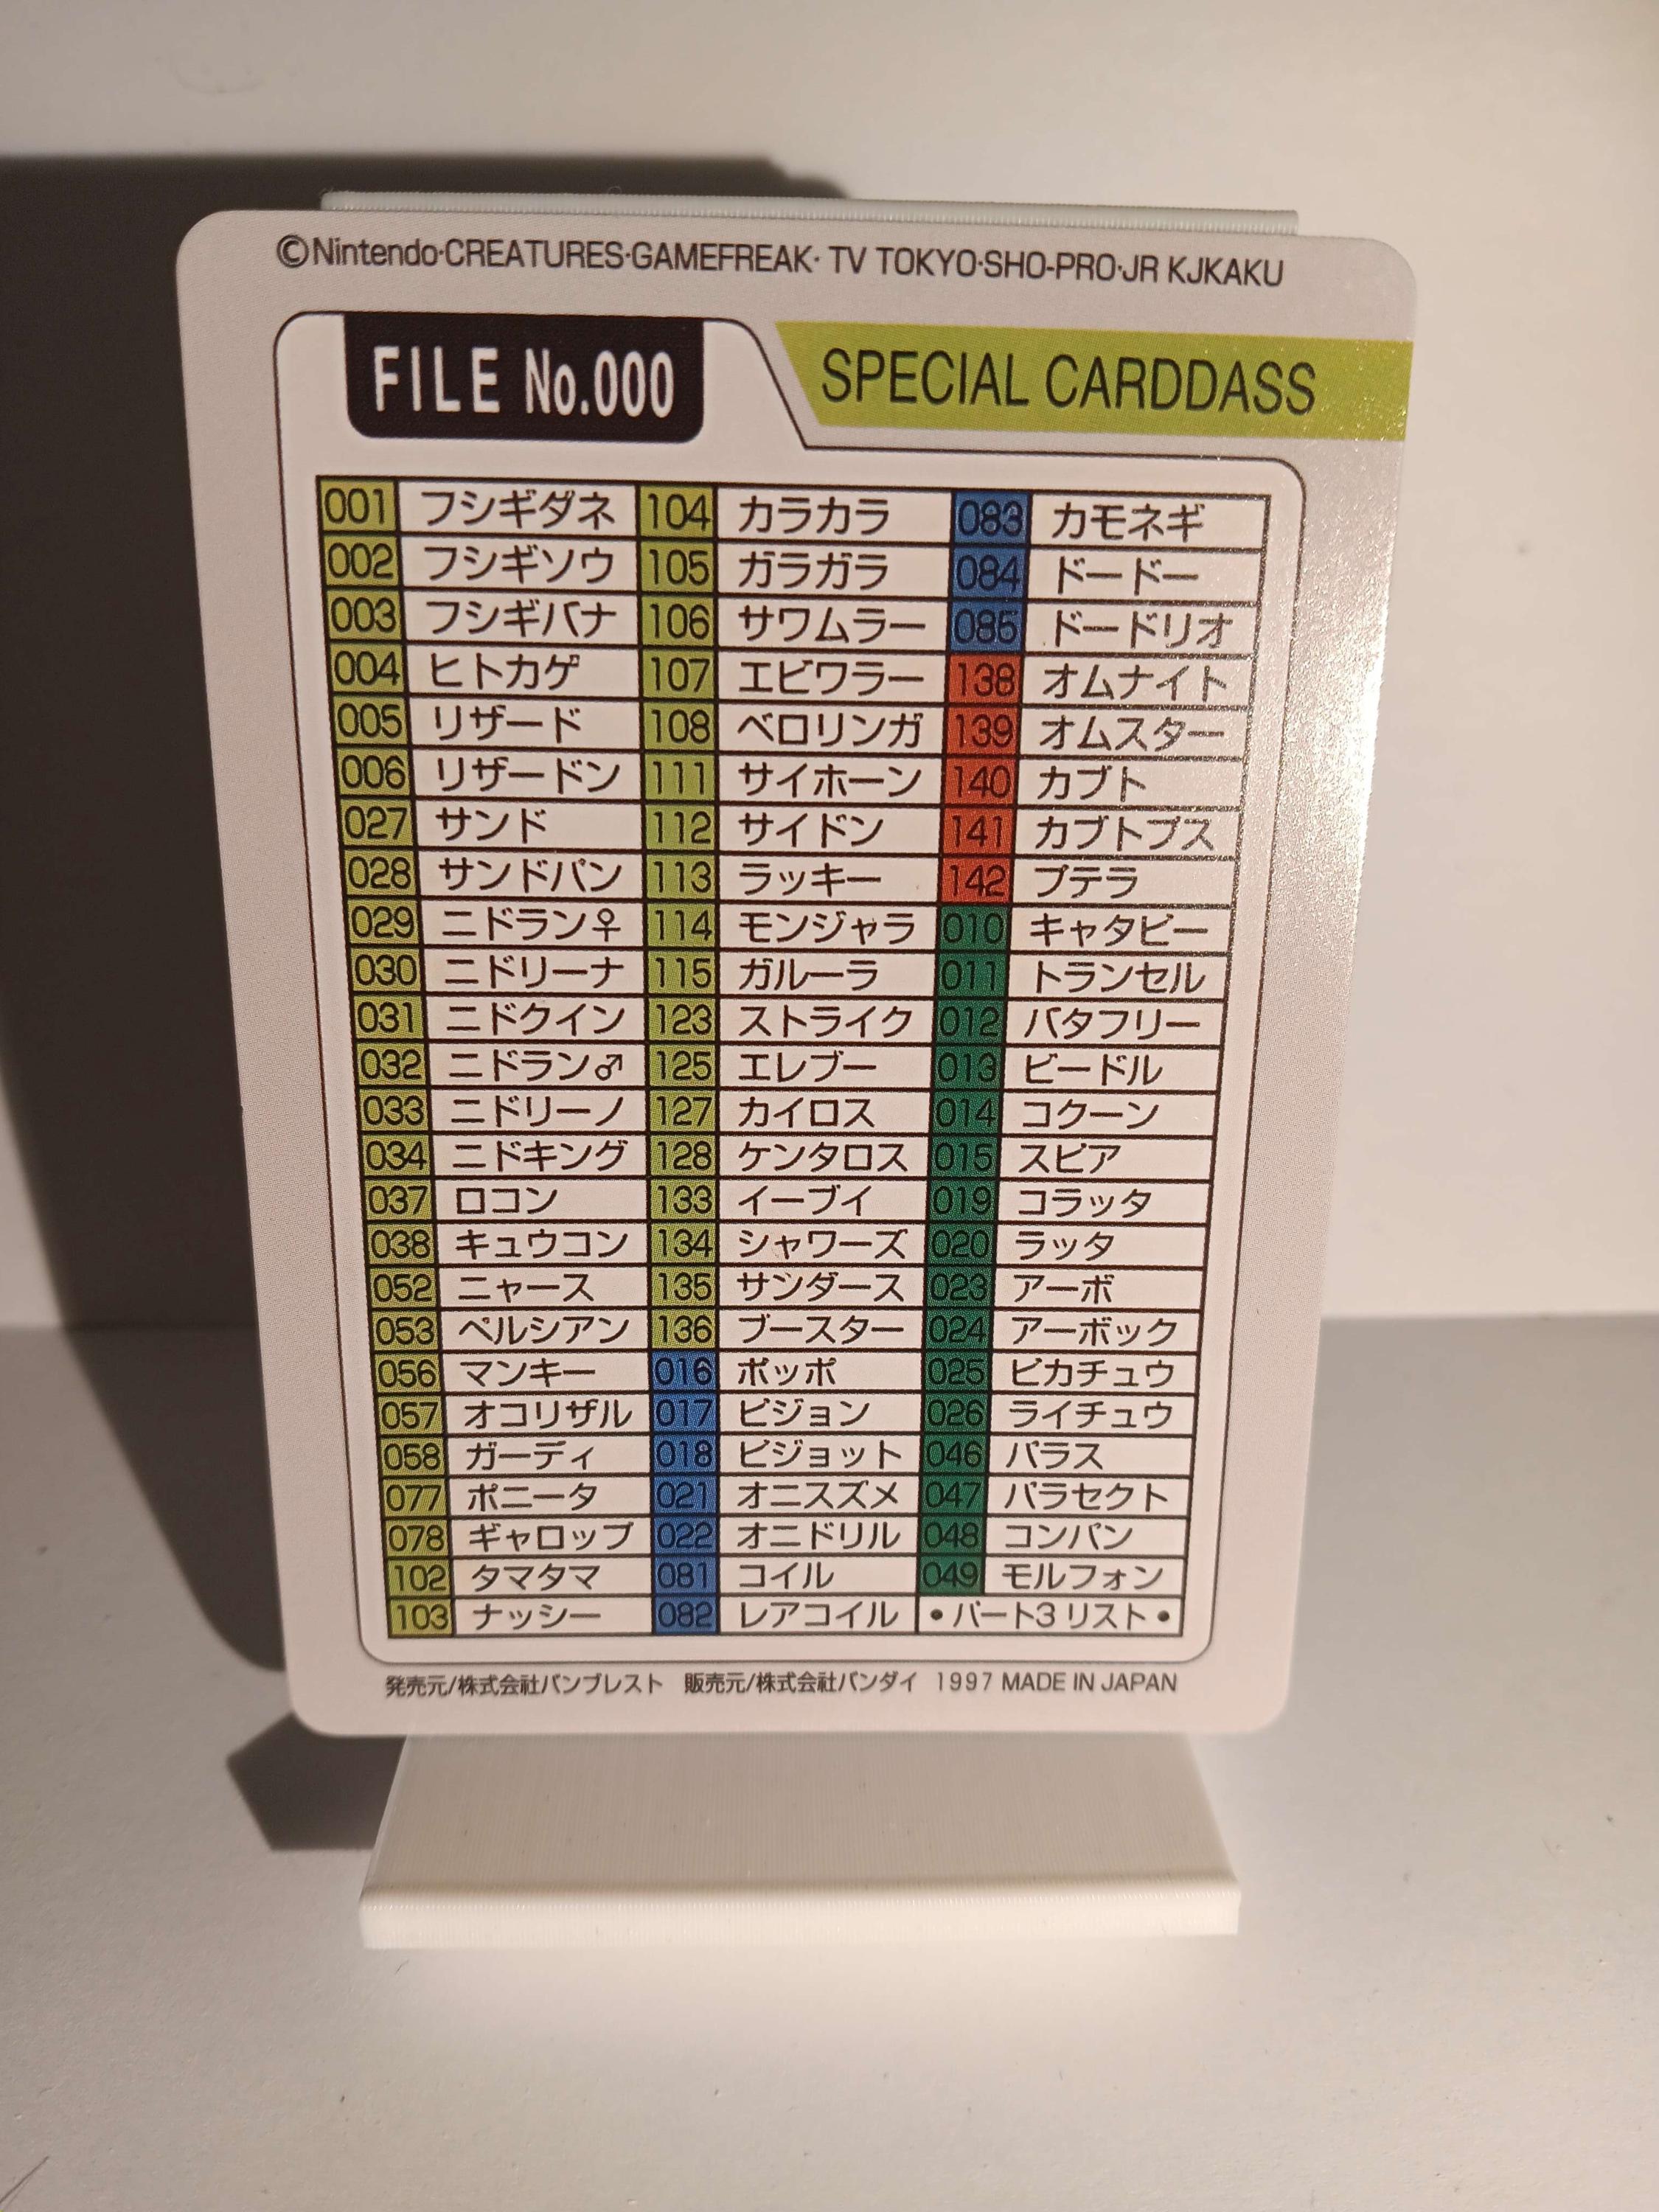 ©Nintendo·CREATURES·GAMEFREAK· TV TOKYO·SHO-PRO·JR KJKAKU
FILE No.000
SPECIAL CARDDASS
001 フシギダネ 104 カラカラ 083 カモネギ
002 フシギソウ 105 ガラガラ 084 ドードー
003 フシギバナ 106 サワムラー 085 ドードリオ
004 ヒトカゲ 107 エビワラー 138 オムナイト
005 リザード 108 ベロリンガ 139 オムスター
006 リザードン 111 サイホーン 140 カブト
027 サンド 112 サイドン 141 カブトプス
028 サンドパン 113 ラッキー 142 プテラ
029 ニドラン♀ 114 モンジャラ 010 キャタピー
030 ニドリーナ 115 ガルーラ 011 トランセル
031 ニドクイン 123 ストライク 012 バタフリー
032 ニドラン♂ 125 エレブー 013 ビードル
033 ニドリーノ 127 カイロス 014 コクーン
034 ニドキング 128 ケンタロス 015 スピア
037 ロコン 133 イーブイ 019 コラッタ
038 キュウコン 134 シャワーズ 020 ラッタ
052 ニャース 135 サンダース 023 アーボ
053 ペルシアン 136 ブースター 024 アーボック
056 マンキー 016 ポッポ 025 ピカチュウ
057 オコリザル 017 ピジョン 026 ライチュウ
058 ガーディ 018 ピジョット 046 パラス
077 ポニータ 021 オニスズメ 047 パラセクト
078 ギャロップ 022 オニドリル 048 コンパン
102 タマタマ 081 コイル 049 モルフォン
103 ナッシー 082 レアコイル •パート3リスト•
発売元/株式会社バンプレスト 販売元/株式会社バンダイ 1997 MADE IN JAPAN